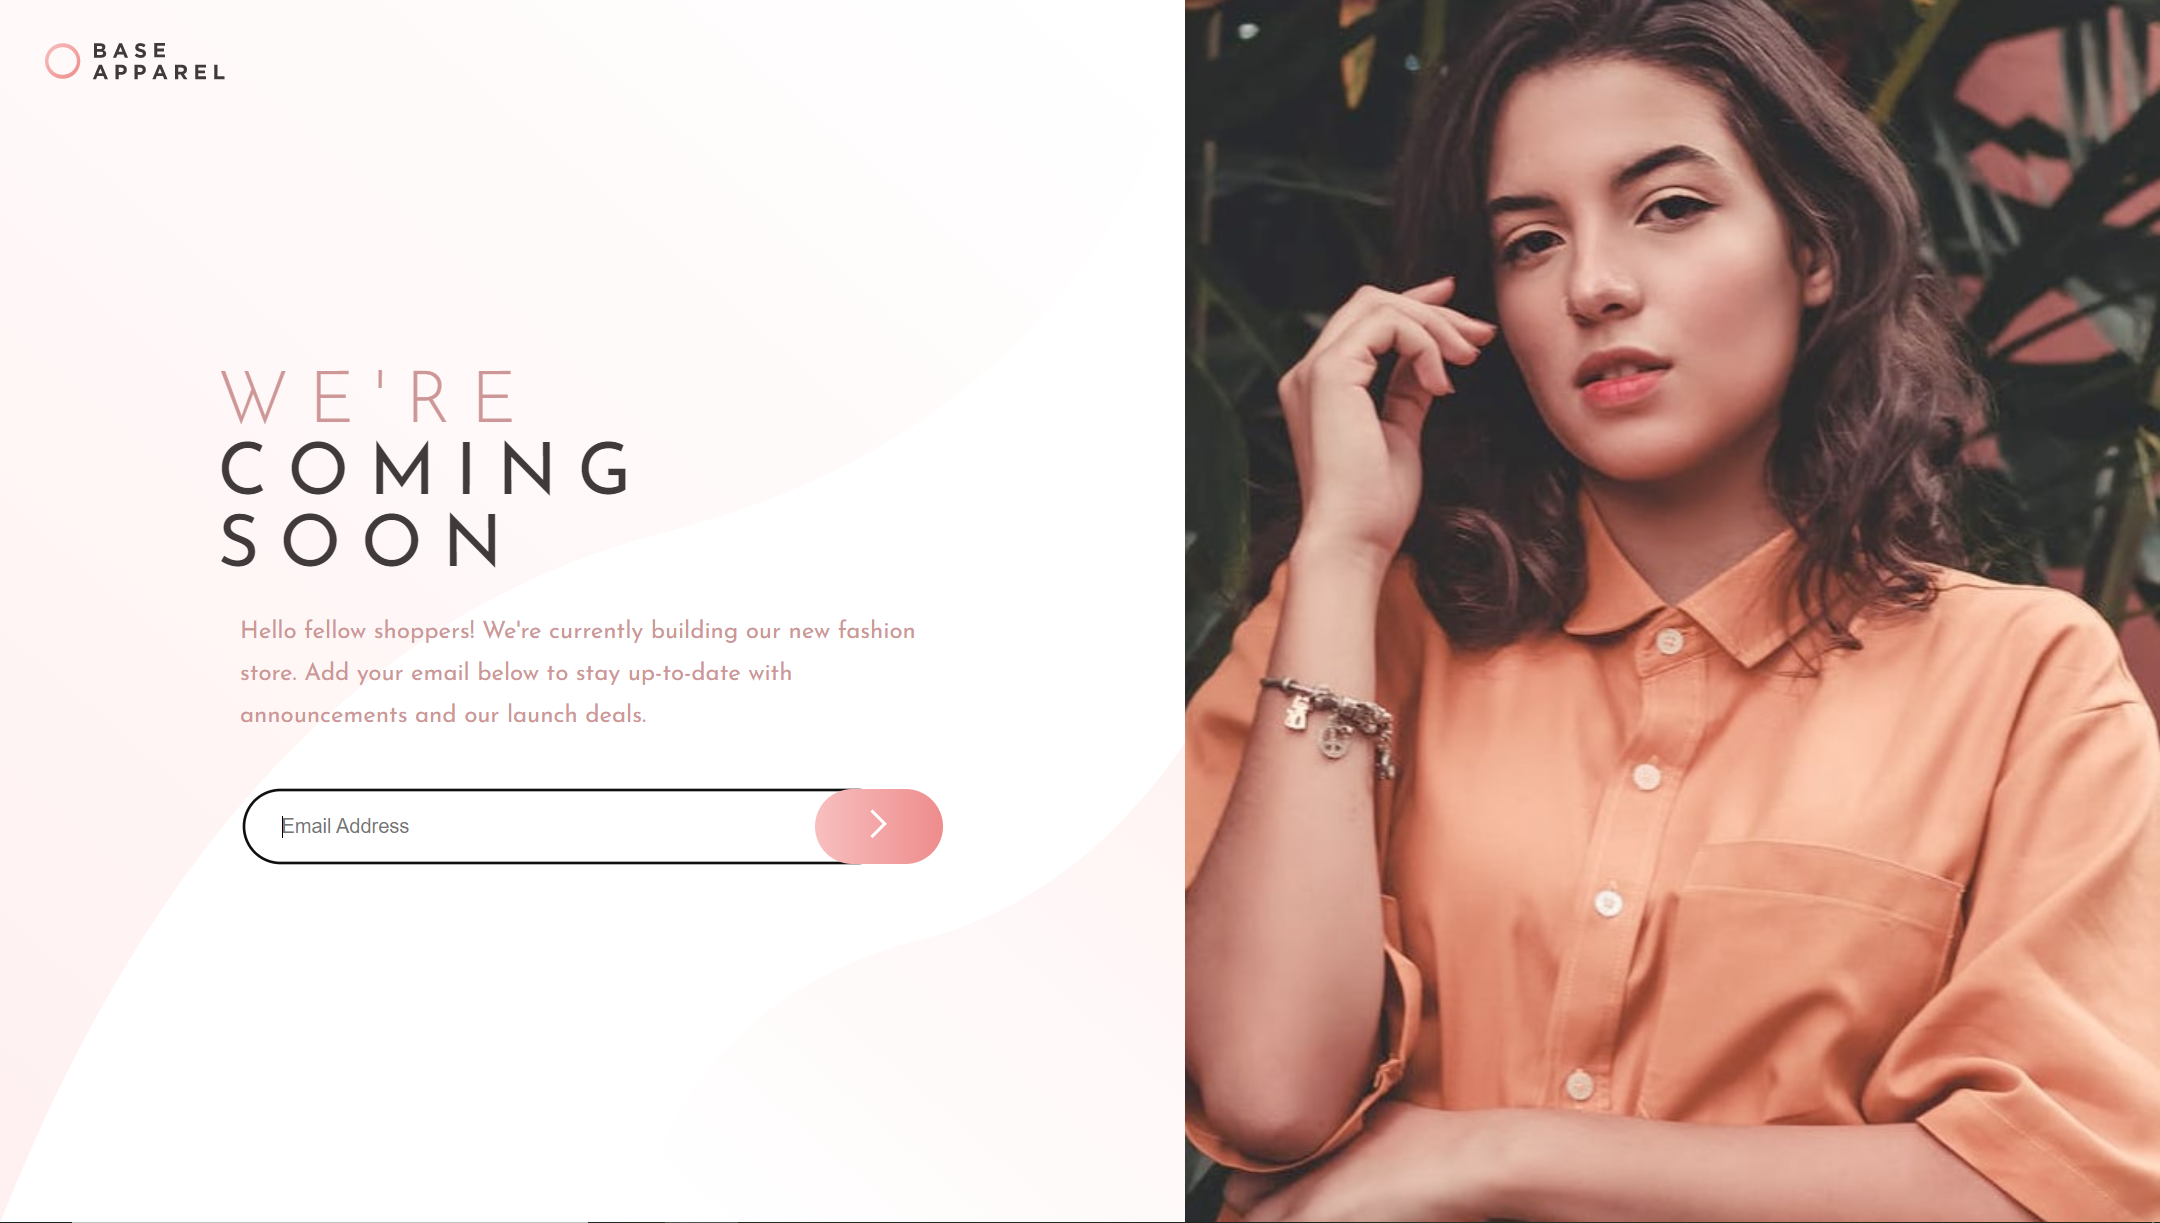 BASE
APPAREL
WE'RE
COMING
SOON
Hello fellow shoppers! We're currently building our new fashion
store. Add your email below to stay up-to-date with
announcements and our launch deals.
Email Address